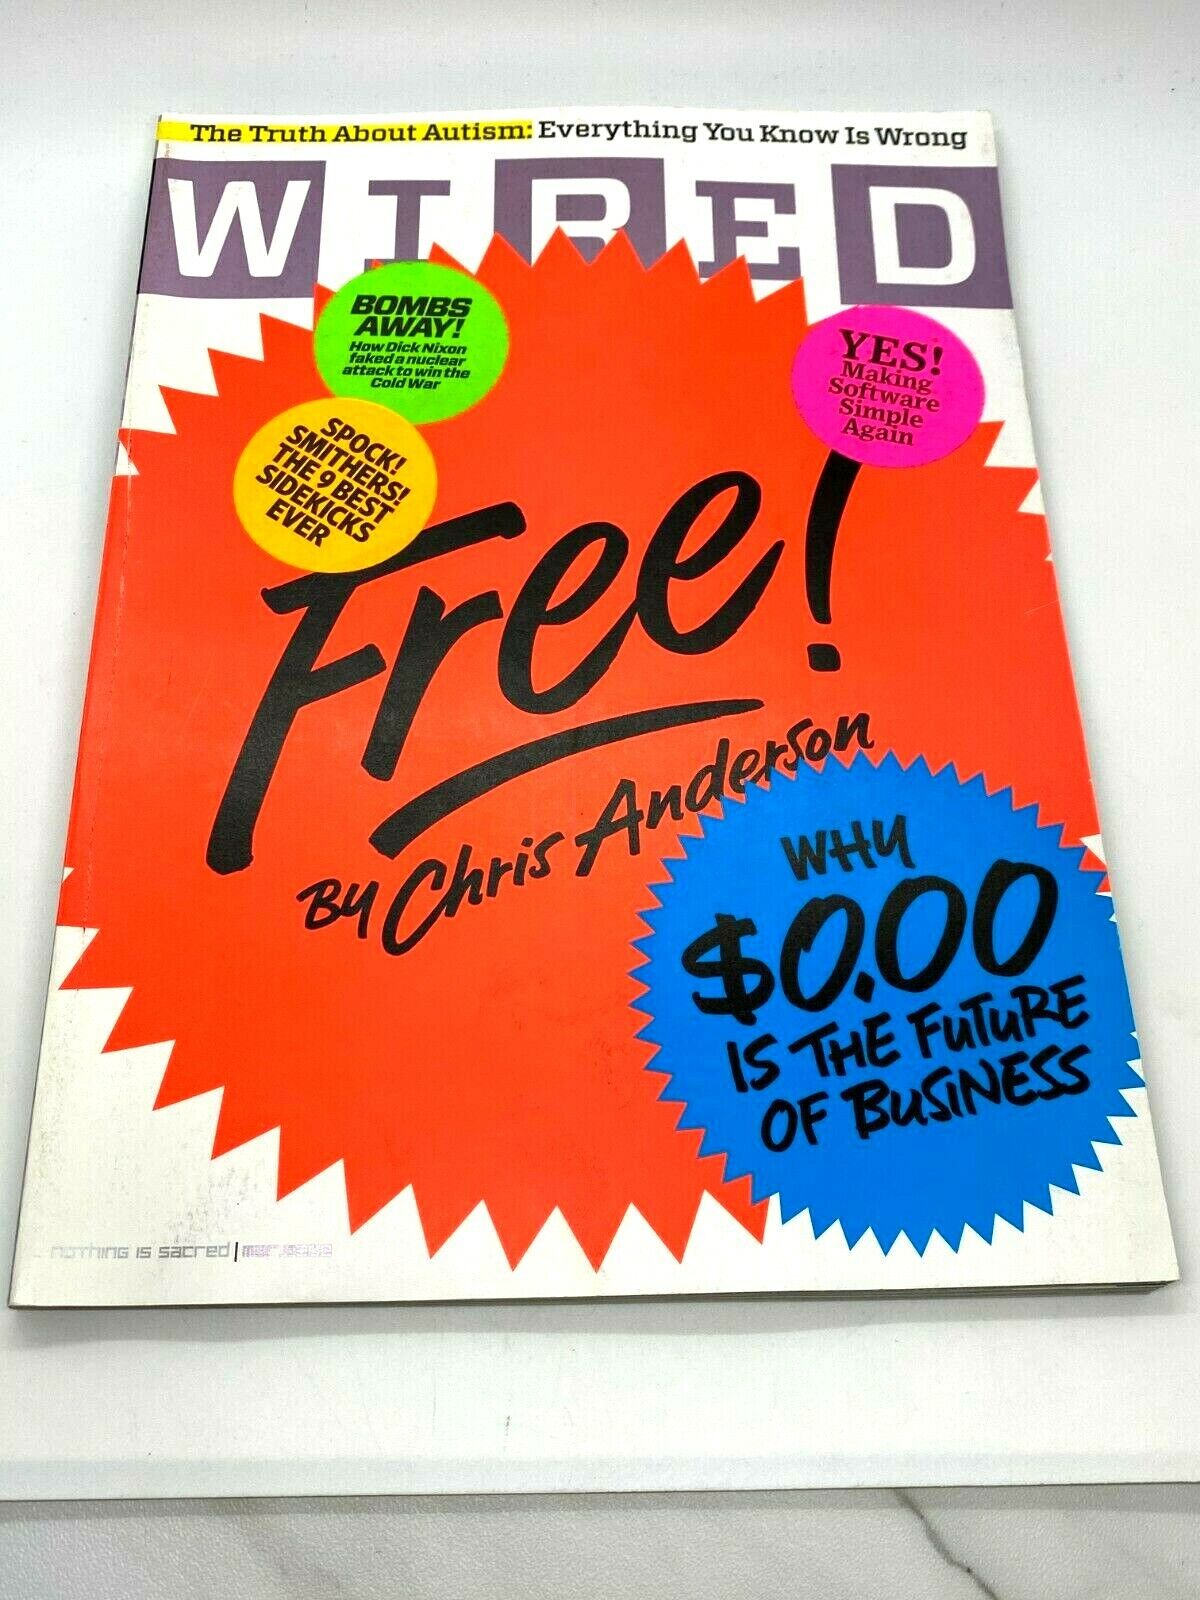 The Truth About Autism: Everything You Know Is Wrong
WIRED
BOMBS
AWAY!
How Dick Nixon
faked a nuclear
attack to win the
Cold War
YES!
Making
Software
Simple
Again
SPOCK!
SMITHERS!
THE 9 BEST
SIDEKICKS
EVER
Free!
By Chris Anderson
WHY
$0.00
IS THE FUTURE
OF BUSINESS
NOTHING IS SACRED |